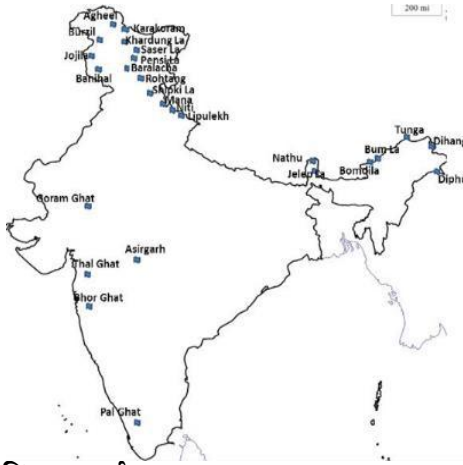 200 mi
Agheel
Karakoram
Burzil
Khardung La
Saser La
Jojila
Pensi La
Baralacha
Banihal
Rohtang
Shipki La
Mana
Niti
Lipulekh
Tunga
Dihang
Bum La
Nathu
Bomdila
Jelep La
Diphu
Goram Ghat
Asirgarh
Thal Ghat
Bhor Ghat
Pal Ghat